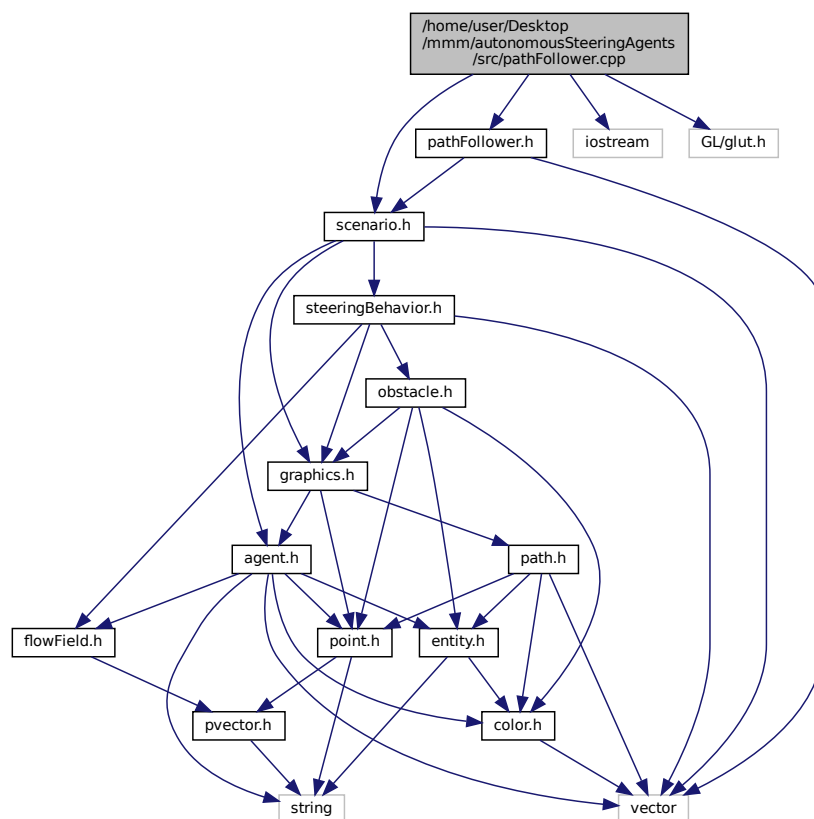 /home/user/Desktop
/mmm/autonomousSteeringAgents
/src/pathFollower.cpp
pathFollower.h
iostream
GL/glut.h
scenario.h
steeringBehavior.h
obstacle.h
graphics.h
agent.h
path.h
flowField.h
point.h
entity.h
pvector.h
color.h
string
vector